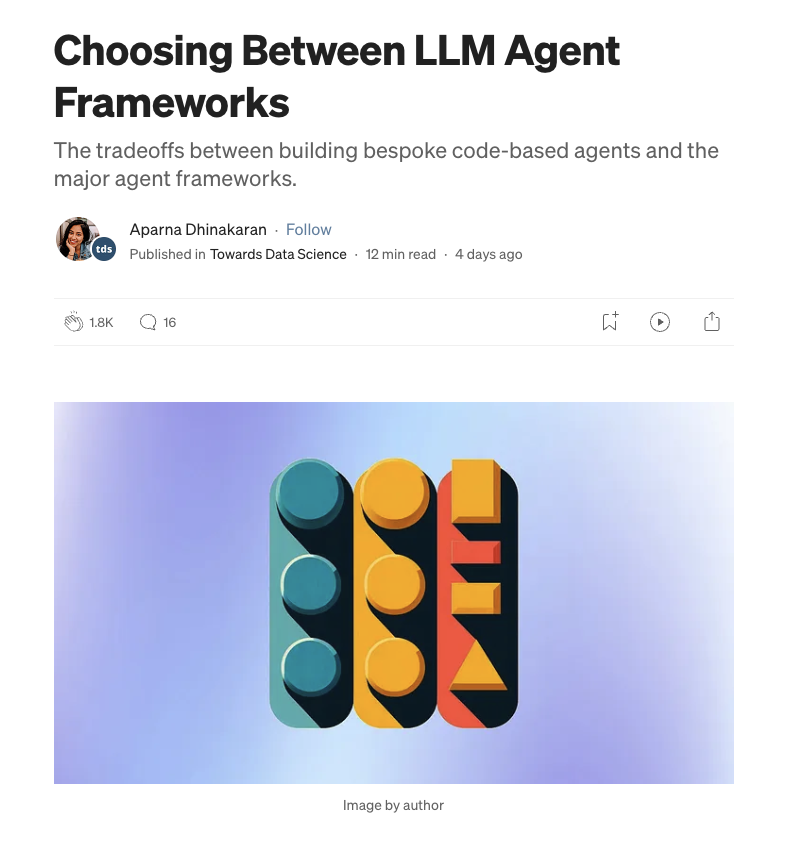 Choosing Between LLM Agent
Frameworks
The tradeoffs between building bespoke code-based agents and the
major agent frameworks.
Aparna Dhinakaran · Follow
tds
Published in Towards Data Science · 12 min read · 4 days ago
1.8K 16
Image by author